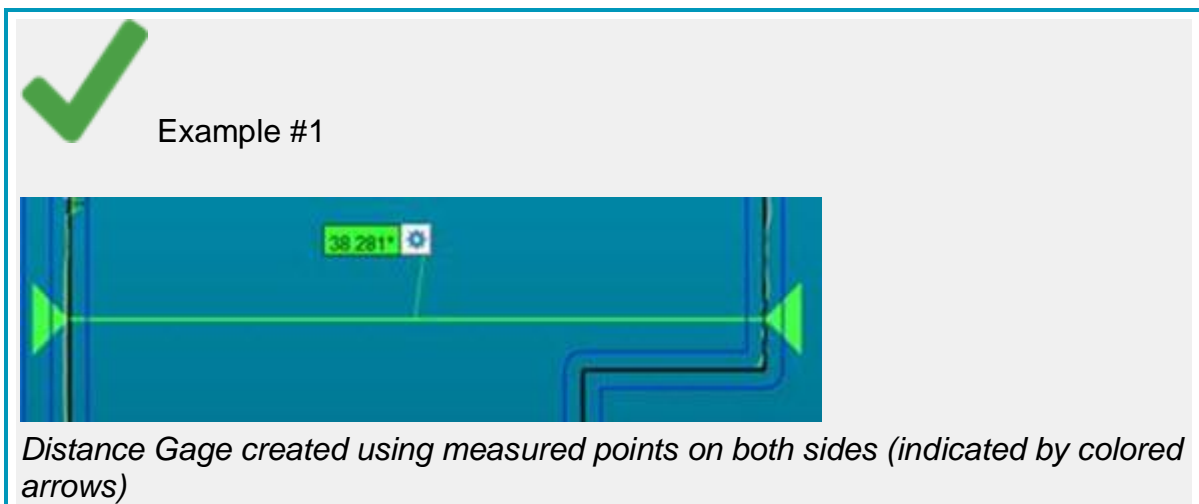 Example #1
38.281*
Distance Gage created using measured points on both sides (indicated by colored
arrows)